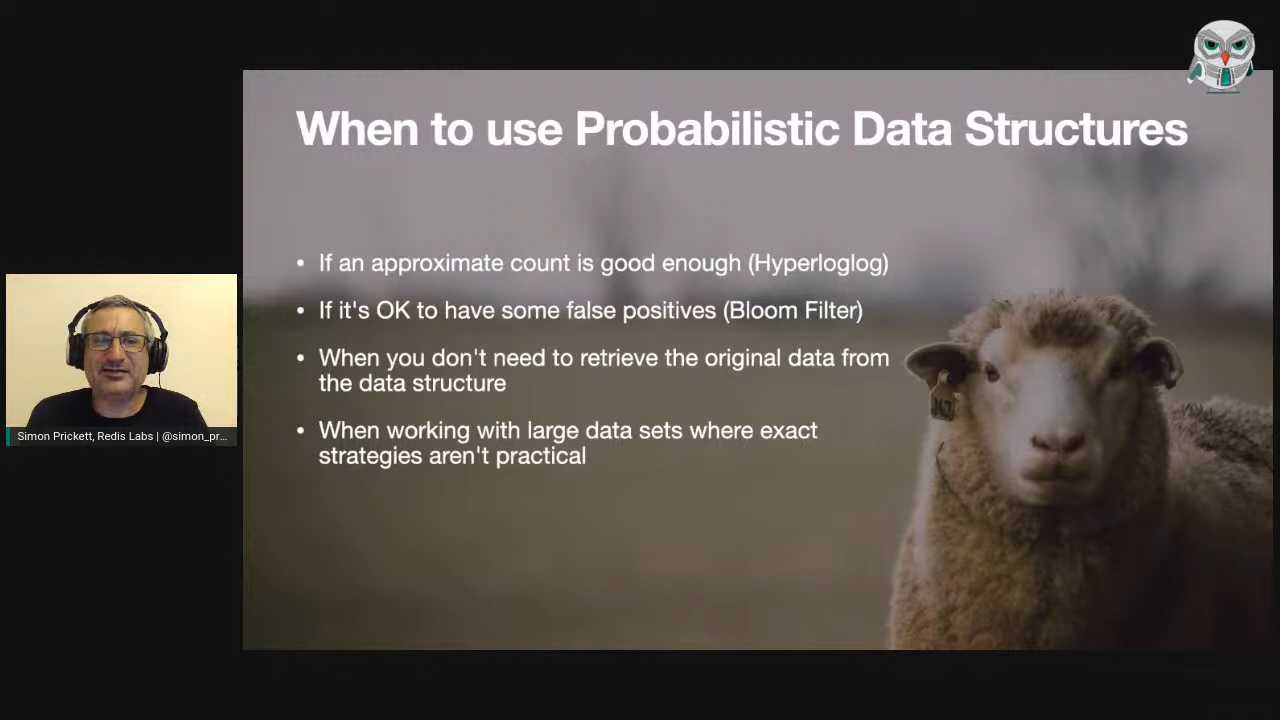 When to use Probabilistic Data Structures
• If an approximate count is good enough (Hyperloglog)
• If it's OK to have some false positives (Bloom Filter)
• When you don't need to retrieve the original data from
the data structure
• When working with large data sets where exact
strategies aren't practical
Simon Prickett, Redis Labs | @simon_pr...